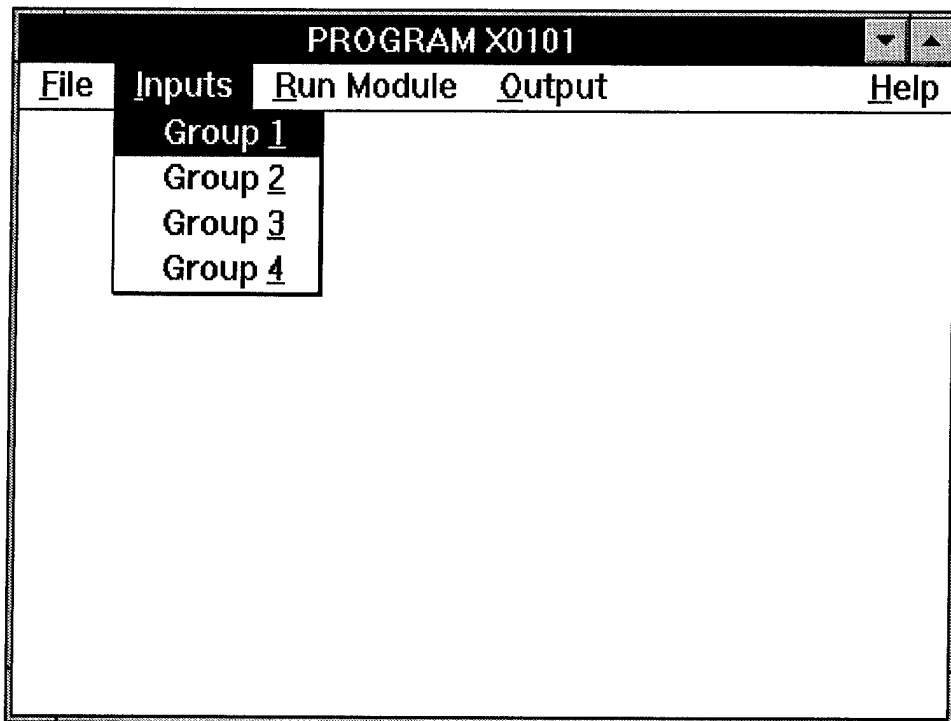 PROGRAM X0101
File Inputs Run Module Output Help
Group 1
Group 2
Group 3
Group 4